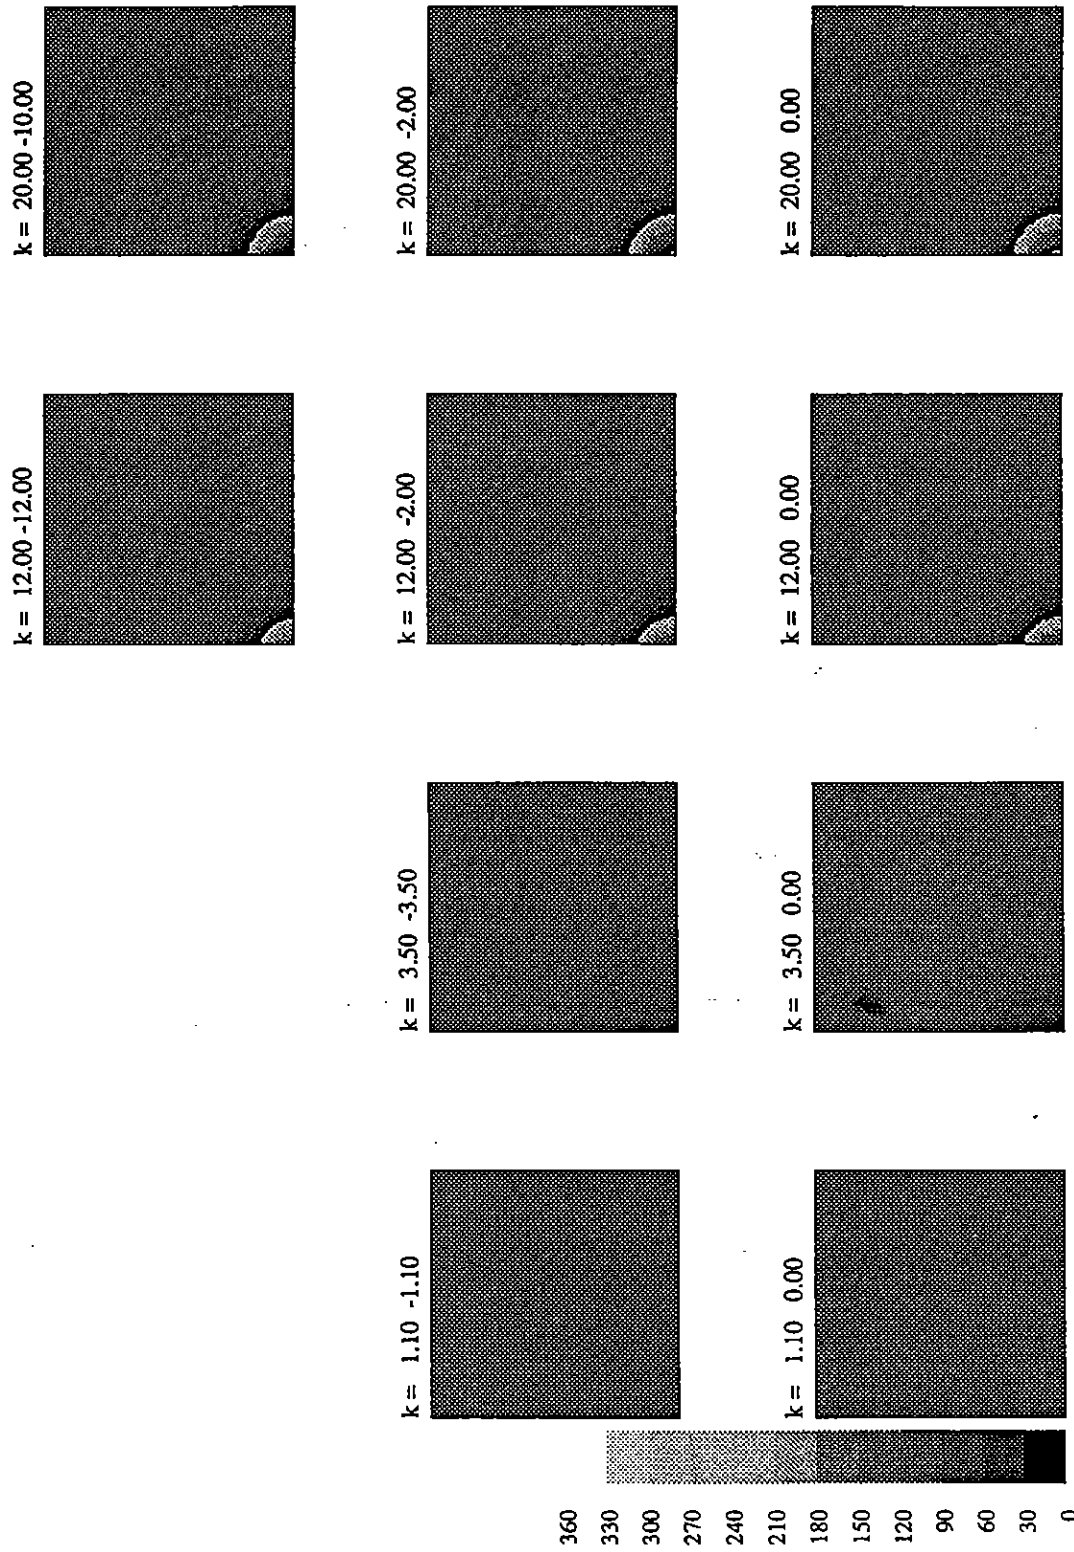 k = 20.00 -10.00
k = 20.00 -2.00
k = 20.00 0.00
k = 12.00 -12.00
k = 12.00 -2.00
k = 12.00 0.00
k = 3.50 -3.50
k = 3.50 0.00
k = 1.10 -1.10
k = 1.10 0.00
360
330
300
270
240
210
180
150
120
90
60
30
0